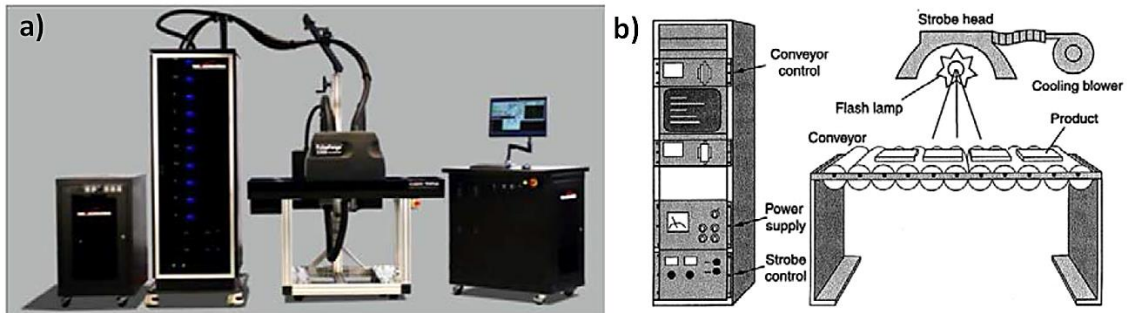 a)
b)
Strobe head
Conveyor
control
Cooling blower
Flash lamp
Product
Conveyor
Power
supply
Strobe
control